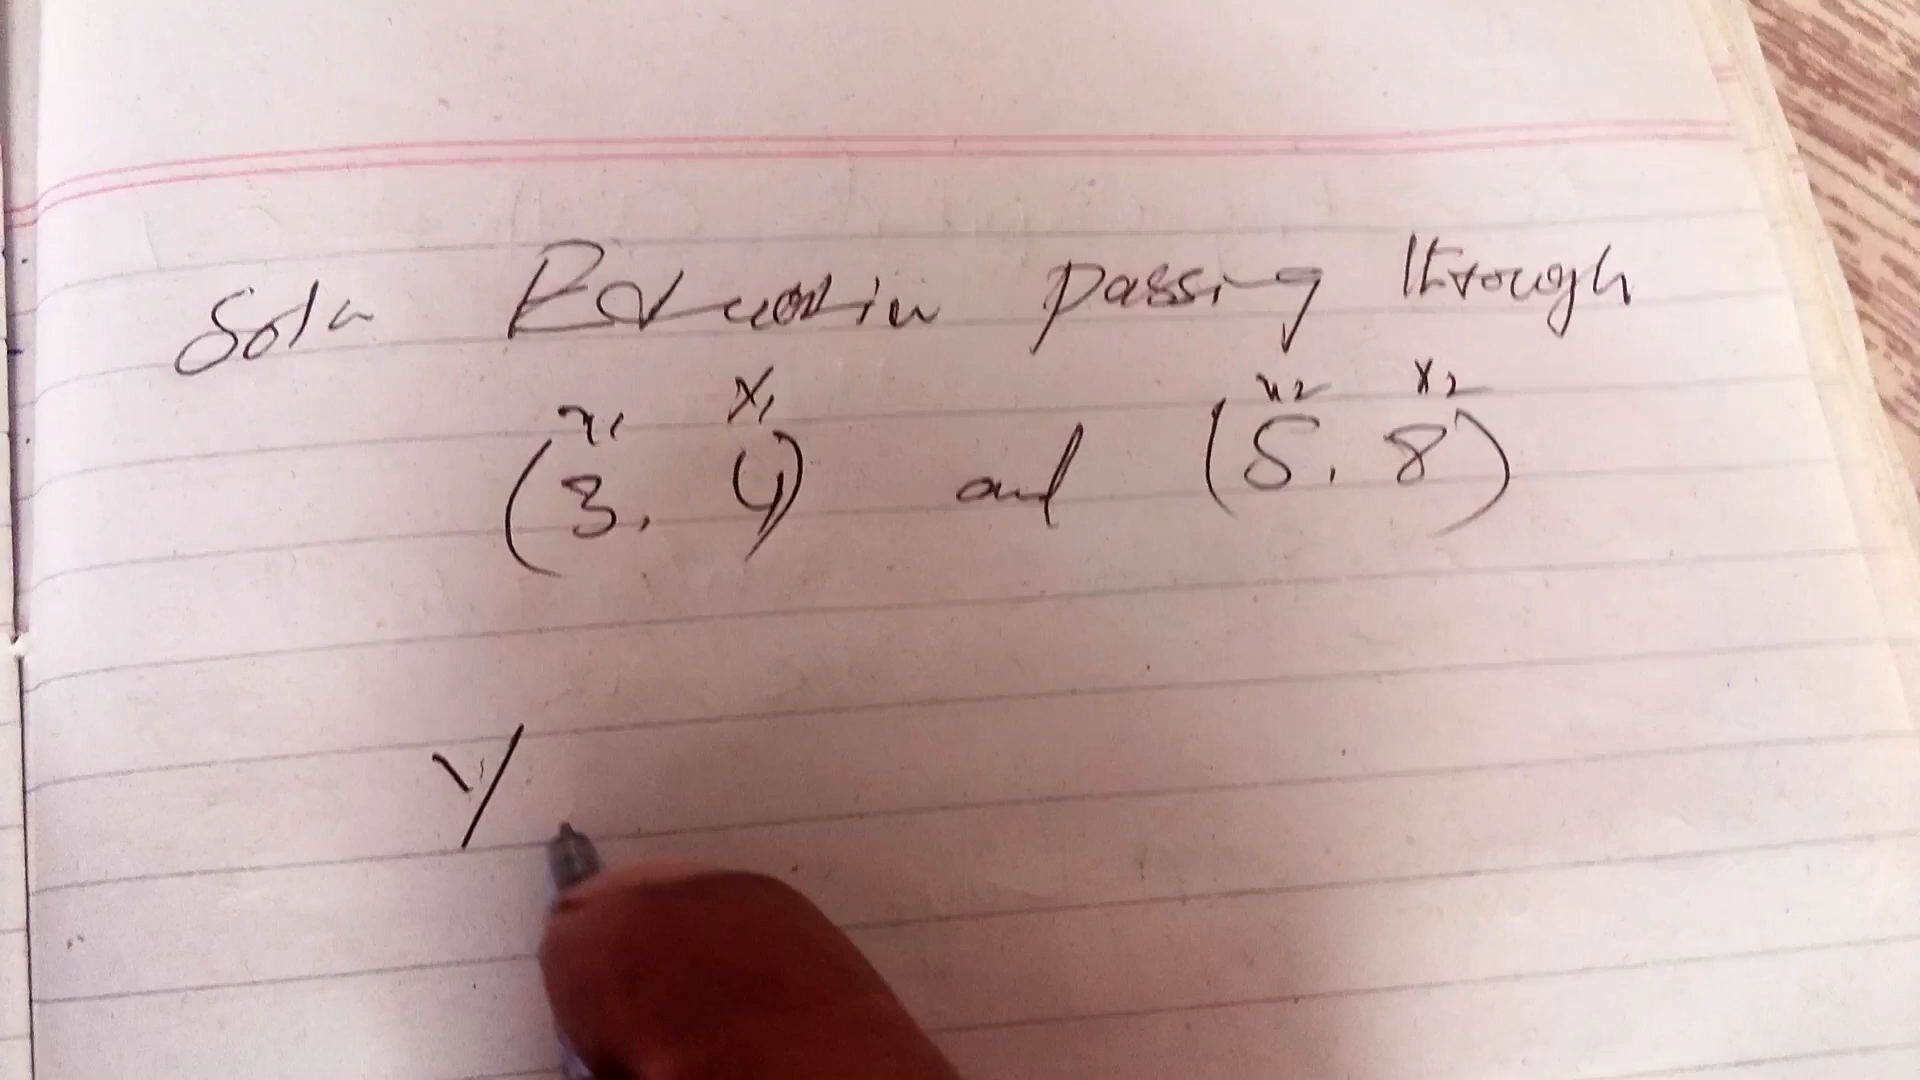 Soln Equation passing through
x1 y1 x2 y2
(3, 4) and (5, 8)
y